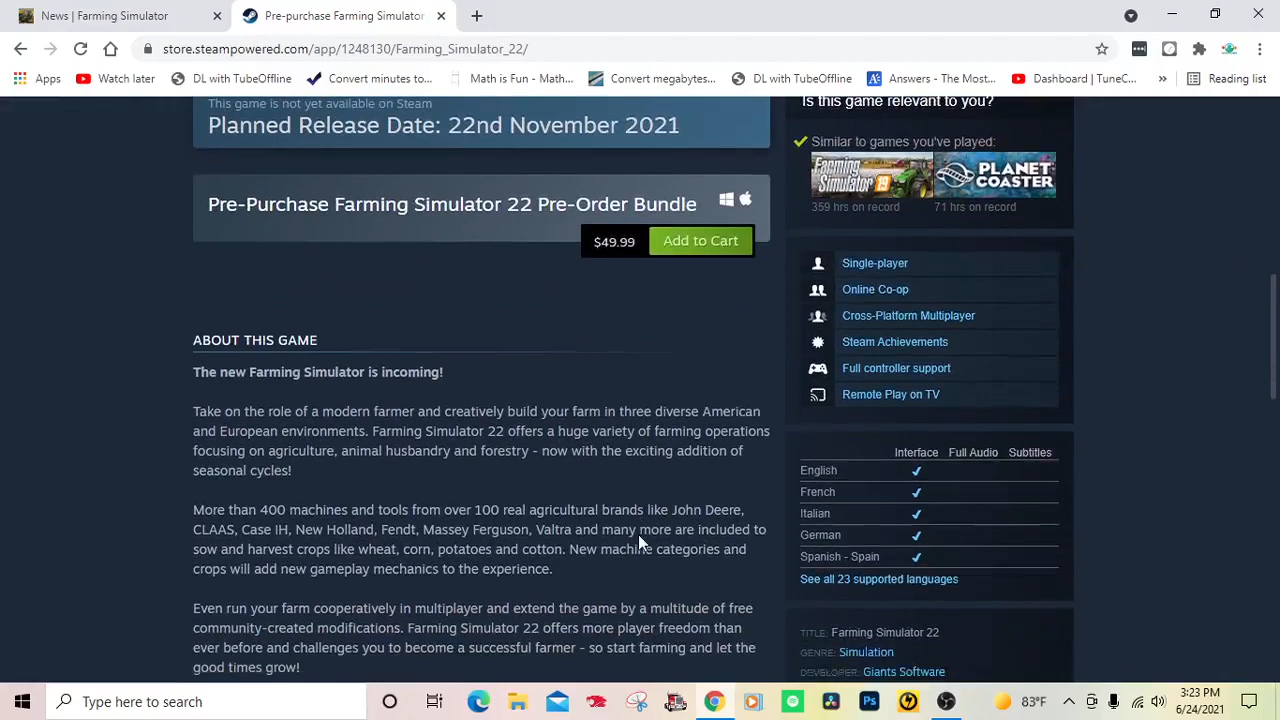 News | Farming Simulator
Pre-purchase Farming Simulator
store.steampowered.com/app/1248130/Farming_Simulator_22/
Apps
Watch later
DL with TubeOffline
Convert minutes to...
Math is Fun - Math...
Convert megabytes...
DL with TubeOffline
Answers - The Most...
Dashboard | TuneC...
»
Reading list
This game is not yet available on Steam
Planned Release Date: 22nd November 2021
Pre-Purchase Farming Simulator 22 Pre-Order Bundle
$49.99
Add to Cart
ABOUT THIS GAME
The new Farming Simulator is incoming!
Take on the role of a modern farmer and creatively build your farm in three diverse American
and European environments. Farming Simulator 22 offers a huge variety of farming operations
focusing on agriculture, animal husbandry and forestry - now with the exciting addition of
seasonal cycles!
More than 400 machines and tools from over 100 real agricultural brands like John Deere,
CLAAS, Case IH, New Holland, Fendt, Massey Ferguson, Valtra and many more are included to
sow and harvest crops like wheat, corn, potatoes and cotton. New machine categories and
crops will add new gameplay mechanics to the experience.
Even run your farm cooperatively in multiplayer and extend the game by a multitude of free
community-created modifications. Farming Simulator 22 offers more player freedom than
ever before and challenges you to become a successful farmer - so start farming and let the
good times grow!
Is this game relevant to you?
Similar to games you've played:
Farming Simulator 19
PLANET COASTER
359 hrs on record
71 hrs on record
Single-player
Online Co-op
Cross-Platform Multiplayer
Steam Achievements
Full controller support
Remote Play on TV
Interface Full Audio Subtitles
English
French
Italian
German
Spanish - Spain
See all 23 supported languages
TITLE: Farming Simulator 22
GENRE: Simulation
DEVELOPER: Giants Software
Type here to search
Ps
83°F
3:23 PM
6/24/2021